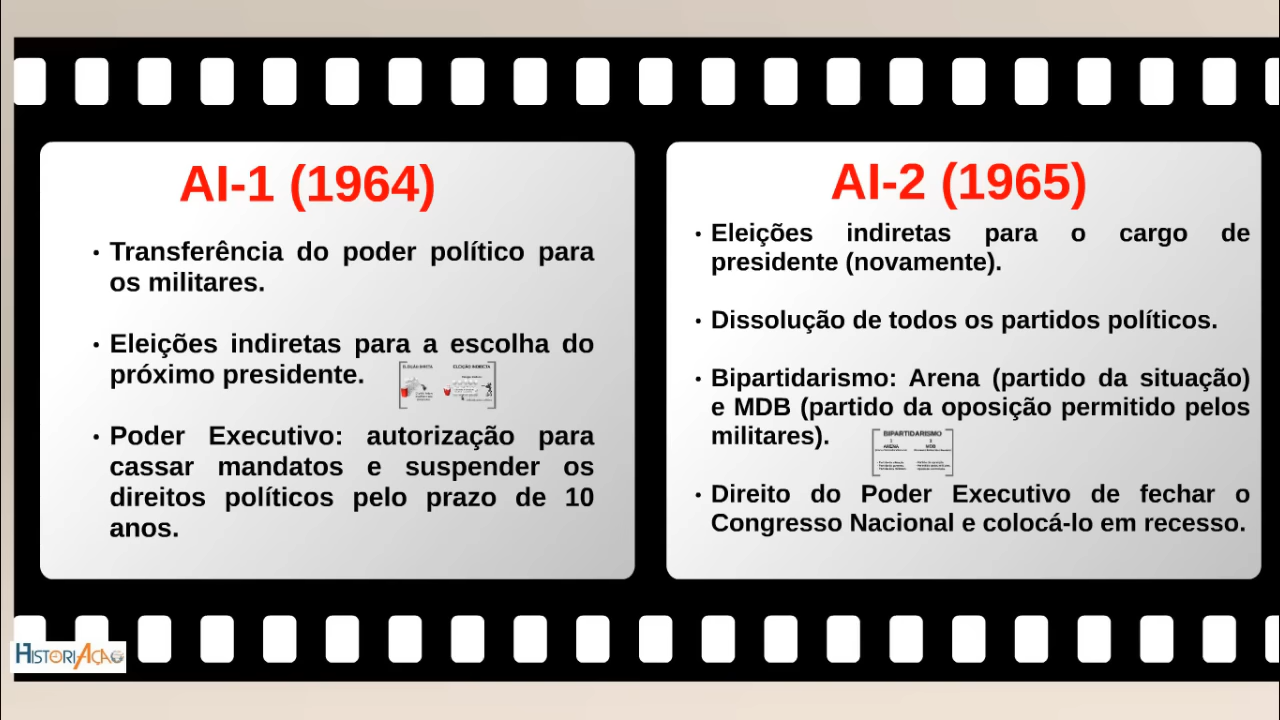 AI-1 (1964)
• Transferência do poder político para
os militares.
• Eleições indiretas para a escolha do
próximo presidente.
ELEIÇÃO INDIRETA
• Poder Executivo: autorização para
cassar mandatos e suspender os
direitos políticos pelo prazo de 10
anos.
AI-2 (1965)
• Eleições indiretas para o cargo de
presidente (novamente).
• Dissolução de todos os partidos políticos.
• Bipartidarismo: Arena (partido da situação)
e MDB (partido da oposição permitido pelos
militares).
BIPARTIDARISMO
ARENA
MDB
• Direito do Poder Executivo de fechar o
Congresso Nacional e colocá-lo em recesso.
HISTORIAÇÃO